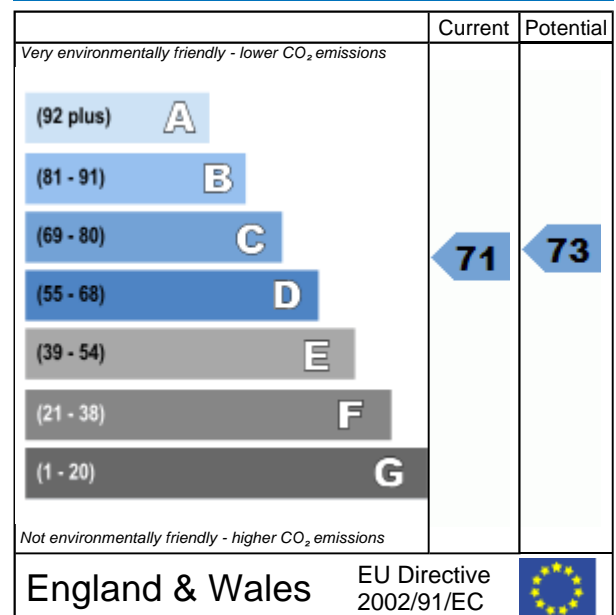 Current Potential
Very environmentally friendly - lower CO₂ emissions
(92 plus) A
(81 - 91) B
(69 - 80) C
71 73
(55 - 68) D
(39 - 54) E
(21 - 38) F
(1 - 20) G
Not environmentally friendly - higher CO₂ emissions
England & Wales
EU Directive
2002/91/EC